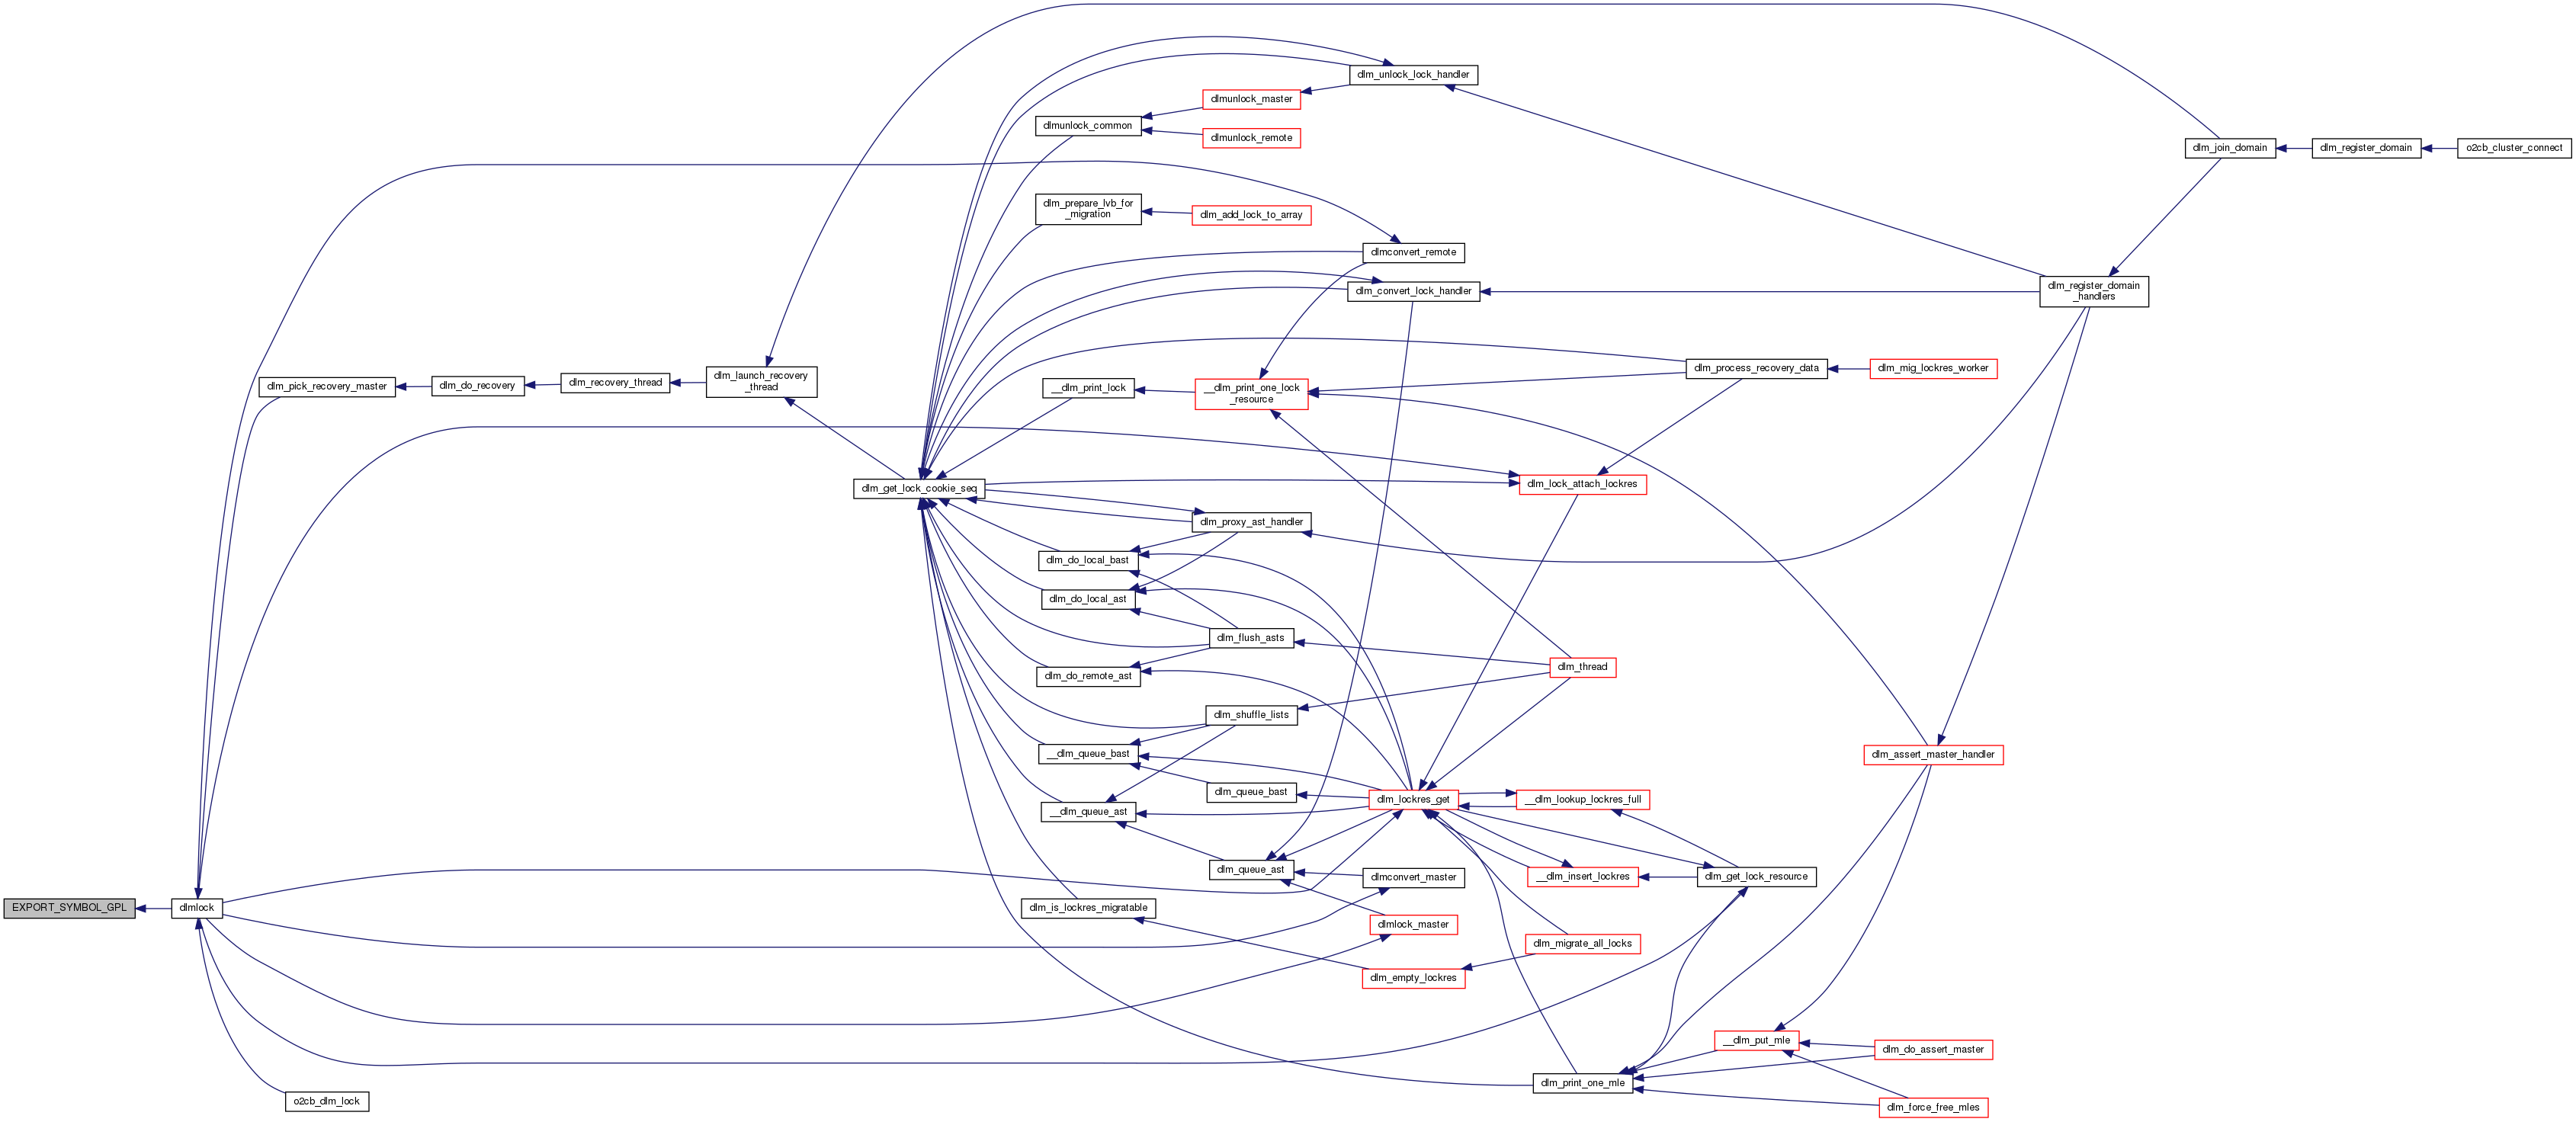 dlm_unlock_lock_handler
dlmunlock_master
dlmunlock_common
dlmunlock_remote
dlm_join_domain
dlm_register_domain
o2cb_cluster_connect
dlm_prepare_lvb_for
_migration
dlm_add_lock_to_array
dlmconvert_remote
dlm_convert_lock_handler
dlm_register_domain
_handlers
dlm_process_recovery_data
dlm_mig_lockres_worker
dlm_launch_recovery
_thread
dlm_recovery_thread
dlm_do_recovery
dlm_pick_recovery_master
__dlm_print_lock
__dlm_print_one_lock
_resource
dlm_get_lock_cookie_seq
dlm_lock_attach_lockres
dlm_proxy_ast_handler
dlm_do_local_bast
dlm_do_local_ast
dlm_flush_asts
dlm_do_remote_ast
dlm_thread
dlm_shuffle_lists
__dlm_queue_bast
dlm_assert_master_handler
dlm_queue_bast
dlm_lockres_get
__dlm_lookup_lockres_full
__dlm_queue_ast
dlm_queue_ast
dlmconvert_master
__dlm_insert_lockres
dlm_get_lock_resource
EXPORT_SYMBOL_GPL
dlmlock
dlm_is_lockres_migratable
dlmlock_master
dlm_migrate_all_locks
dlm_empty_lockres
__dlm_put_mle
dlm_do_assert_master
dlm_print_one_mle
o2cb_dlm_lock
dlm_force_free_mles